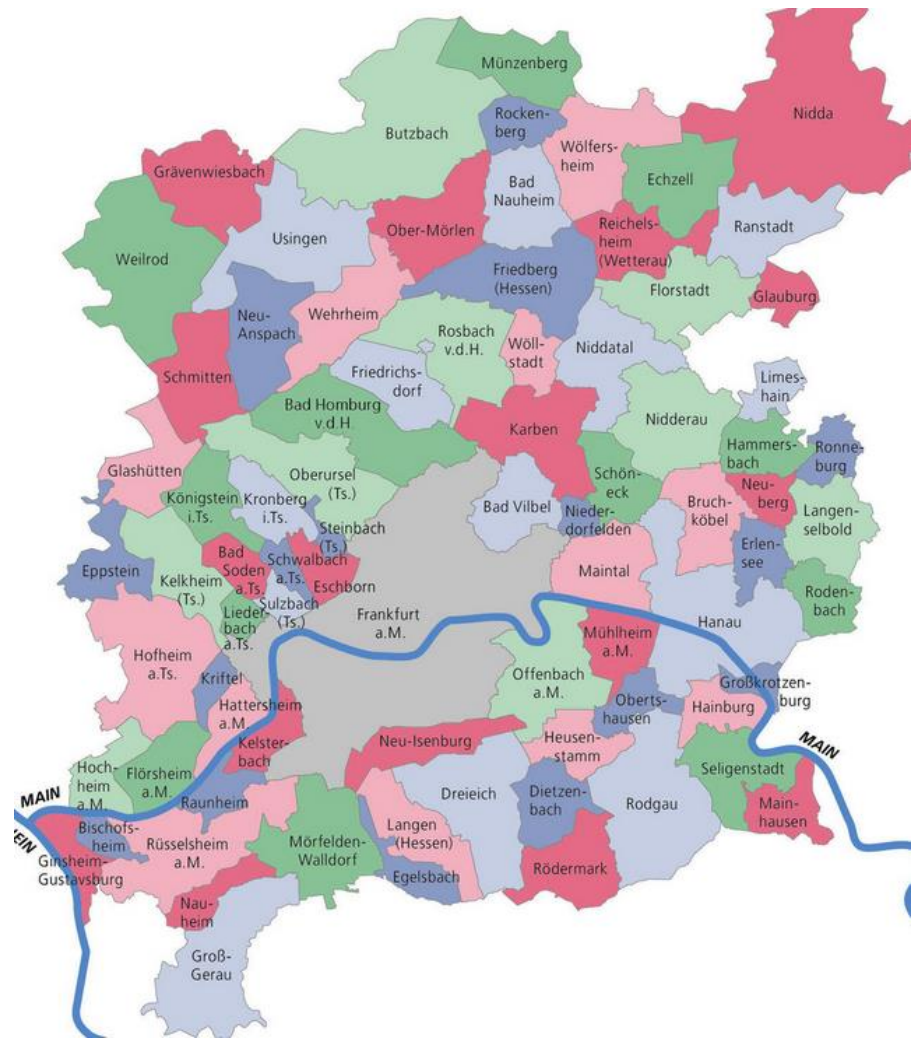 Münzenberg
Nidda
Rocken-
berg
Butzbach
Wölfers-
heim
Grävenwiesbach
Echzell
Bad
Nauheim
Usingen
Ober-Mörlen
Reichels-
heim
(Wetterau)
Ranstadt
Weilrod
Friedberg
(Hessen)
Florstadt
Glauburg
Neu-
Anspach
Wehrheim
Rosbach
v.d.H.
Wöll-
stadt
Niddatal
Schmitten
Friedrichs-
dorf
Limes-
hain
Bad Homburg
v.d.H.
Karben
Nidderau
Hammers-
bach
Ronne-
burg
Glashütten
Oberursel
(Ts.)
Königstein
i.Ts.
Kronberg
i.Ts.
Schön-
eck
Bruch-
köbel
Neu-
berg
Langen-
selbold
Bad Vilbel
Nieder-
dorfelden
Steinbach
(Ts.)
Erlen-
see
Eppstein
Kelkheim
(Ts.)
Bad
Soden
a.Ts.
Schwalbach
a.Ts.
Eschborn
Maintal
Roden-
bach
Sulzbach
(Ts.)
Lieder-
bach
a.Ts.
Frankfurt
a.M.
Hanau
Mühlheim
a.M.
Hofheim
a.Ts.
Offenbach
a.M.
Kriftel
Großkrotzen-
burg
Hattersheim
a.M.
Oberts-
hausen
Hainburg
Kelster-
bach
Neu-Isenburg
Heusen-
stamm
MAIN
Hoch-
heim
a.M.
Flörsheim
a.M.
Seligenstadt
Dreieich
Dietzen-
bach
Rodgau
MAIN
Raunheim
Main-
hausen
Bischofs-
heim
Rüsselsheim
a.M.
Mörfelden-
Walldorf
Langen
(Hessen)
EIN
Ginsheim-
Gustavsburg
Rödermark
Egelsbach
Nau-
heim
Groß-
Gerau